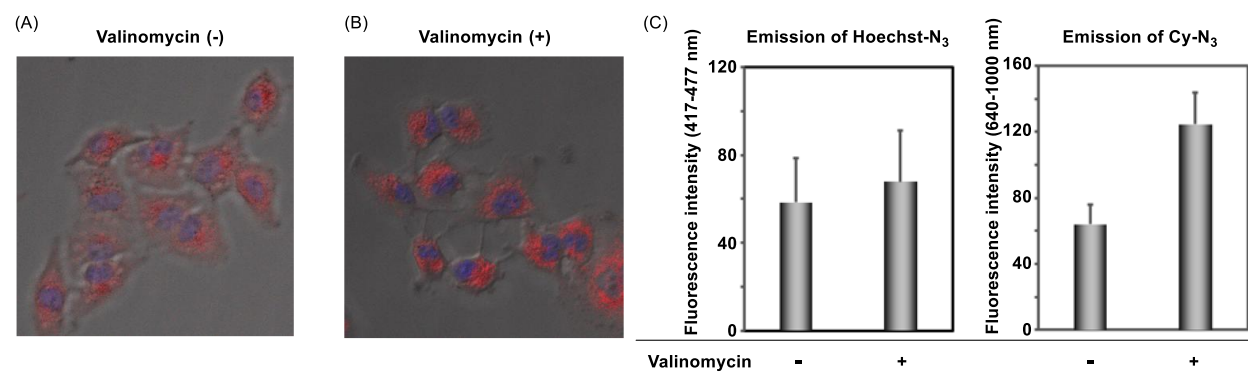 (A)
Valinomycin (-)
(B)
Valinomycin (+)
(C)
Emission of Hoechst-N3
Fluorescence intensity (417-477 nm)
120
80
40
0
Emission of Cy-N3
Fluorescence intensity (640-1000 nm)
160
120
80
40
0
Valinomycin - + - +